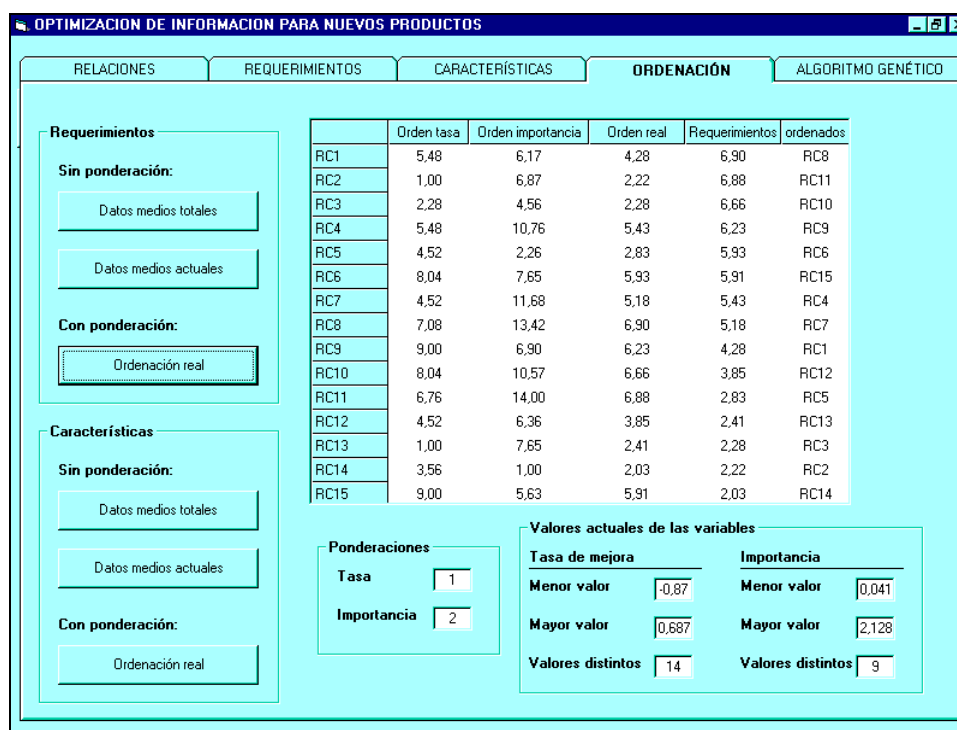 OPTIMIZACION DE INFORMACION PARA NUEVOS PRODUCTOS
RELACIONES REQUERIMIENTOS CARACTERÍSTICAS ORDENACIÓN ALGORITMO GENÉTICO
Requerimientos
Sin ponderación:
Datos medios totales
Datos medios actuales
Con ponderación:
Ordenación real
Características
Sin ponderación:
Datos medios totales
Datos medios actuales
Con ponderación:
Ordenación real
Orden tasa Orden importancia Orden real Requerimientos ordenados
RC1 5,48 6,17 4,28 6,90 RC8
RC2 1,00 6,87 2,22 6,88 RC11
RC3 2,28 4,56 2,28 6,66 RC10
RC4 5,48 10,76 5,43 6,23 RC9
RC5 4,52 2,26 2,83 5,93 RC6
RC6 8,04 7,65 5,93 5,91 RC15
RC7 4,52 11,68 5,18 5,43 RC4
RC8 7,08 13,42 6,90 5,18 RC7
RC9 9,00 6,90 6,23 4,28 RC1
RC10 8,04 10,57 6,66 3,85 RC12
RC11 6,76 14,00 6,88 2,83 RC5
RC12 4,52 6,36 3,85 2,41 RC13
RC13 1,00 7,65 2,41 2,28 RC3
RC14 3,56 1,00 2,03 2,22 RC2
RC15 9,00 5,63 5,91 2,03 RC14
Ponderaciones
Tasa 1
Importancia 2
Valores actuales de las variables
Tasa de mejora Importancia
Menor valor -0,87 Menor valor 0,041
Mayor valor 0,687 Mayor valor 2,128
Valores distintos 14 Valores distintos 9